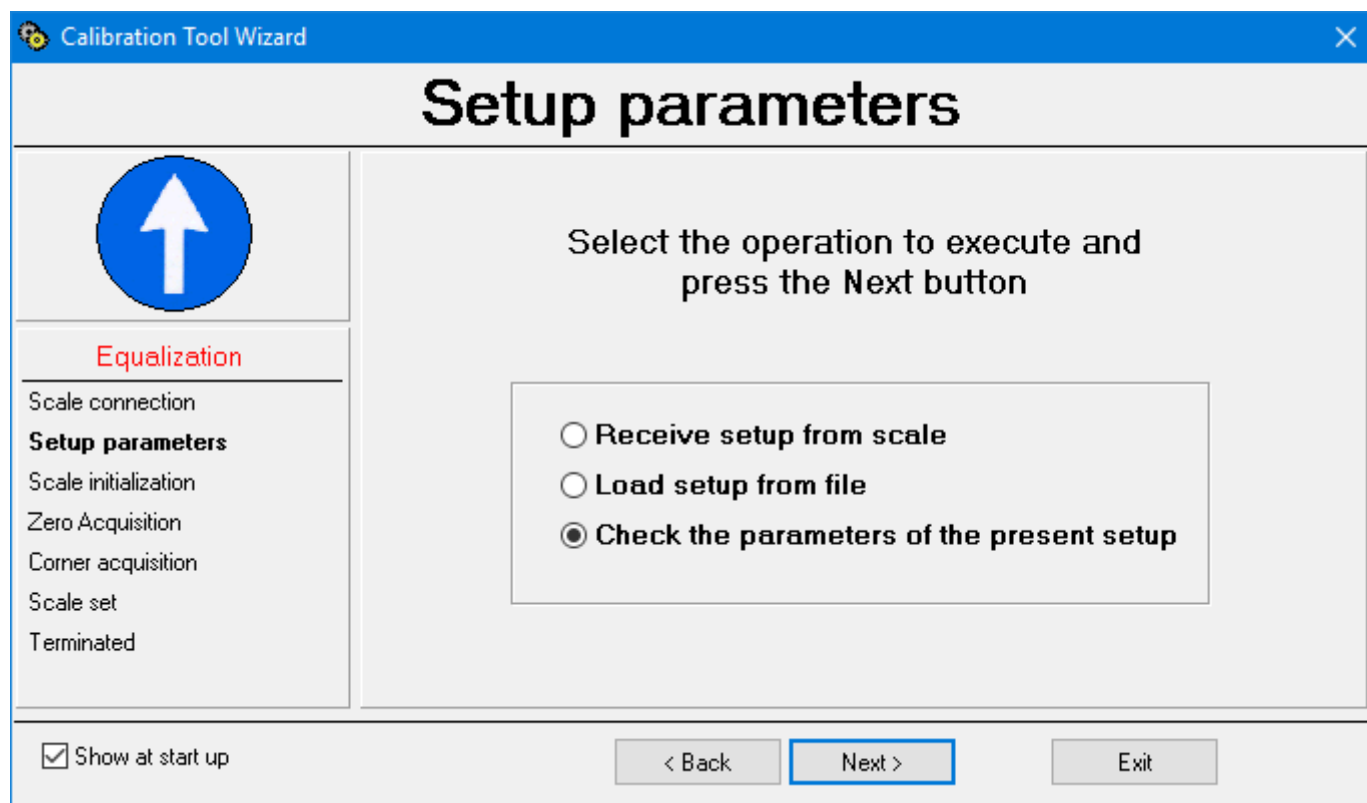 Calibration Tool Wizard
Setup parameters
Equalization
Scale connection
Setup parameters
Scale initialization
Zero Acquisition
Corner acquisition
Scale set
Terminated
Select the operation to execute and
press the Next button
Receive setup from scale
Load setup from file
Check the parameters of the present setup
Show at start up
< Back
Next >
Exit